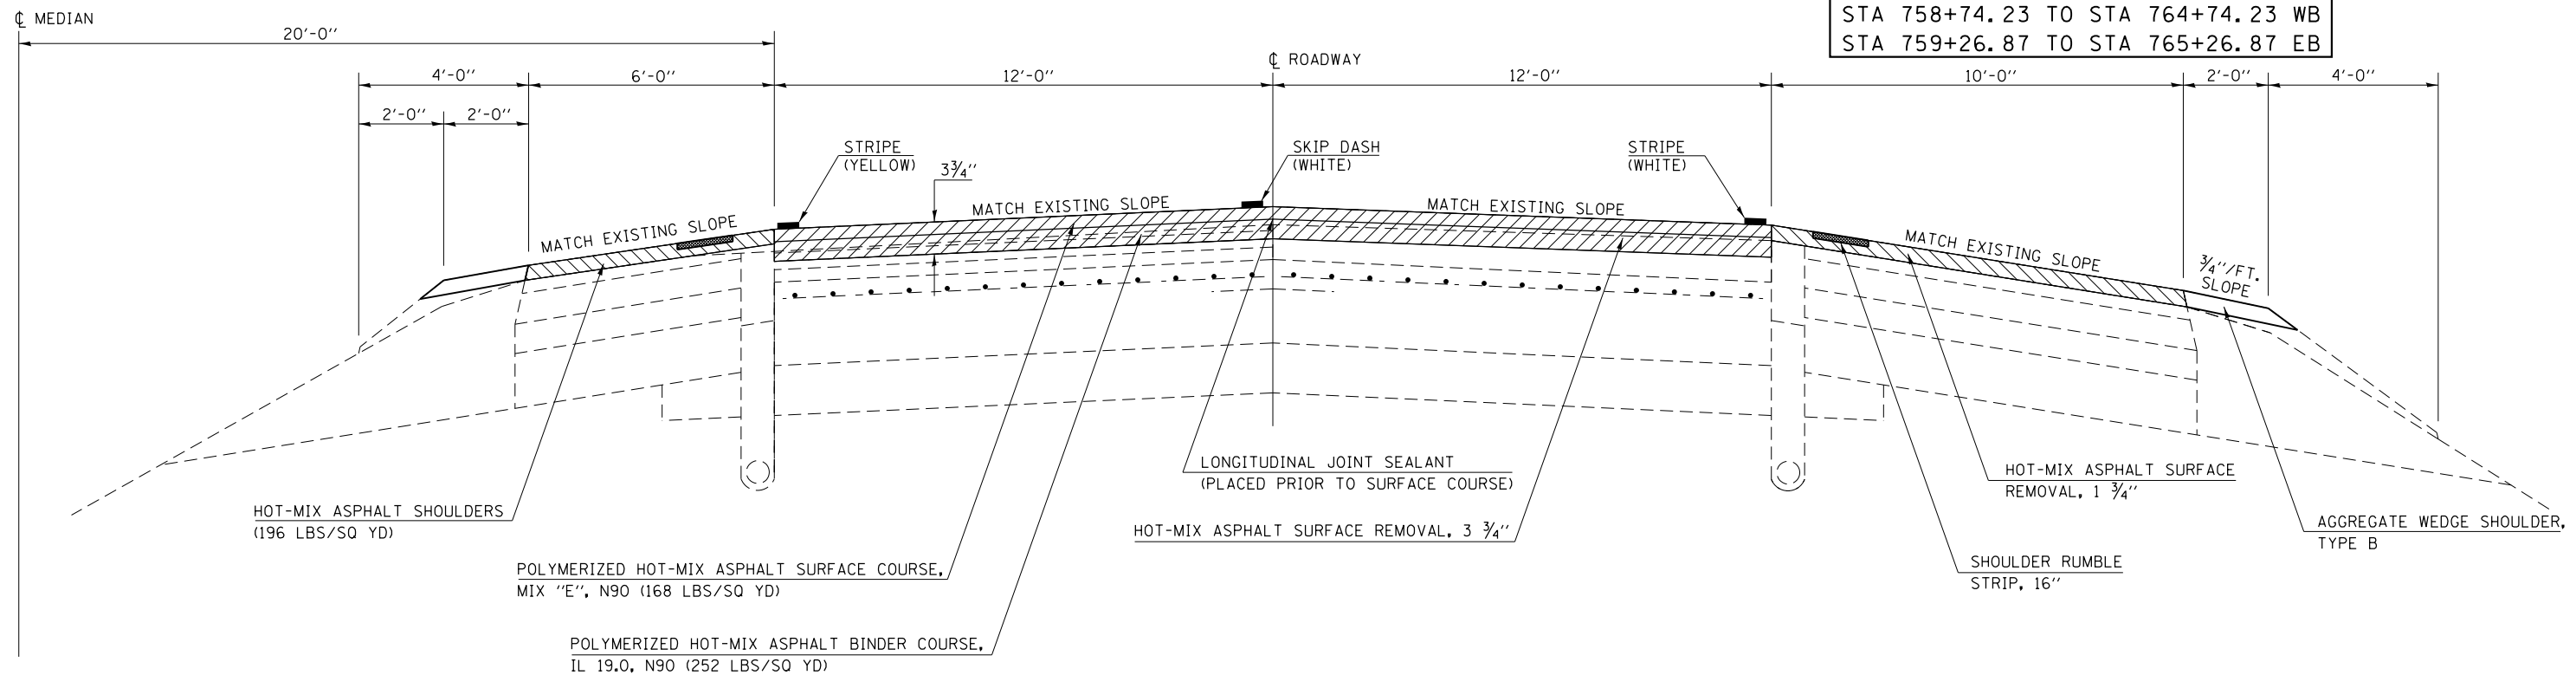 ℄ MEDIAN
STA 758+74.23 TO STA 764+74.23 WB
STA 759+26.87 TO STA 765+26.87 EB
20'-0"
℄ ROADWAY
4'-0"
6'-0"
12'-0"
12'-0"
10'-0"
2'-0"
4'-0"
2'-0"
2'-0"
STRIPE
(YELLOW)
3¾"
SKIP DASH
(WHITE)
STRIPE
(WHITE)
MATCH EXISTING SLOPE
MATCH EXISTING SLOPE
MATCH EXISTING SLOPE
MATCH EXISTING SLOPE
¾"/FT.
SLOPE
HOT-MIX ASPHALT SHOULDERS
(196 LBS/SQ YD)
POLYMERIZED HOT-MIX ASPHALT SURFACE COURSE,
MIX "E", N90 (168 LBS/SQ YD)
POLYMERIZED HOT-MIX ASPHALT BINDER COURSE,
IL 19.0, N90 (252 LBS/SQ YD)
LONGITUDINAL JOINT SEALANT
(PLACED PRIOR TO SURFACE COURSE)
HOT-MIX ASPHALT SURFACE REMOVAL, 3 ¾"
HOT-MIX ASPHALT SURFACE
REMOVAL, 1 ¾"
SHOULDER RUMBLE
STRIP, 16"
AGGREGATE WEDGE SHOULDER,
TYPE B